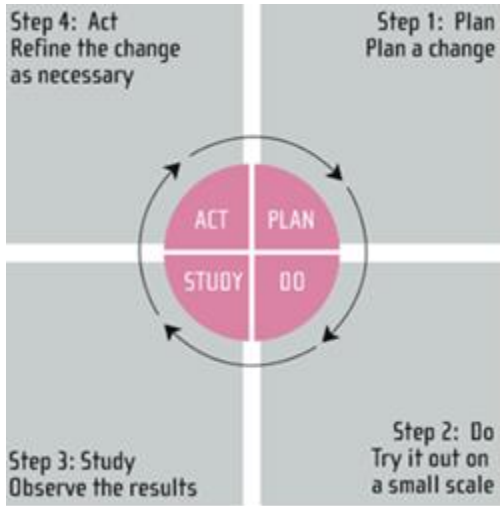 Step 4: Act
Refine the change
as necessary
Step 1: Plan
Plan a change
ACT
PLAN
STUDY
DO
Step 3: Study
Observe the results
Step 2: Do
Try it out on
a small scale